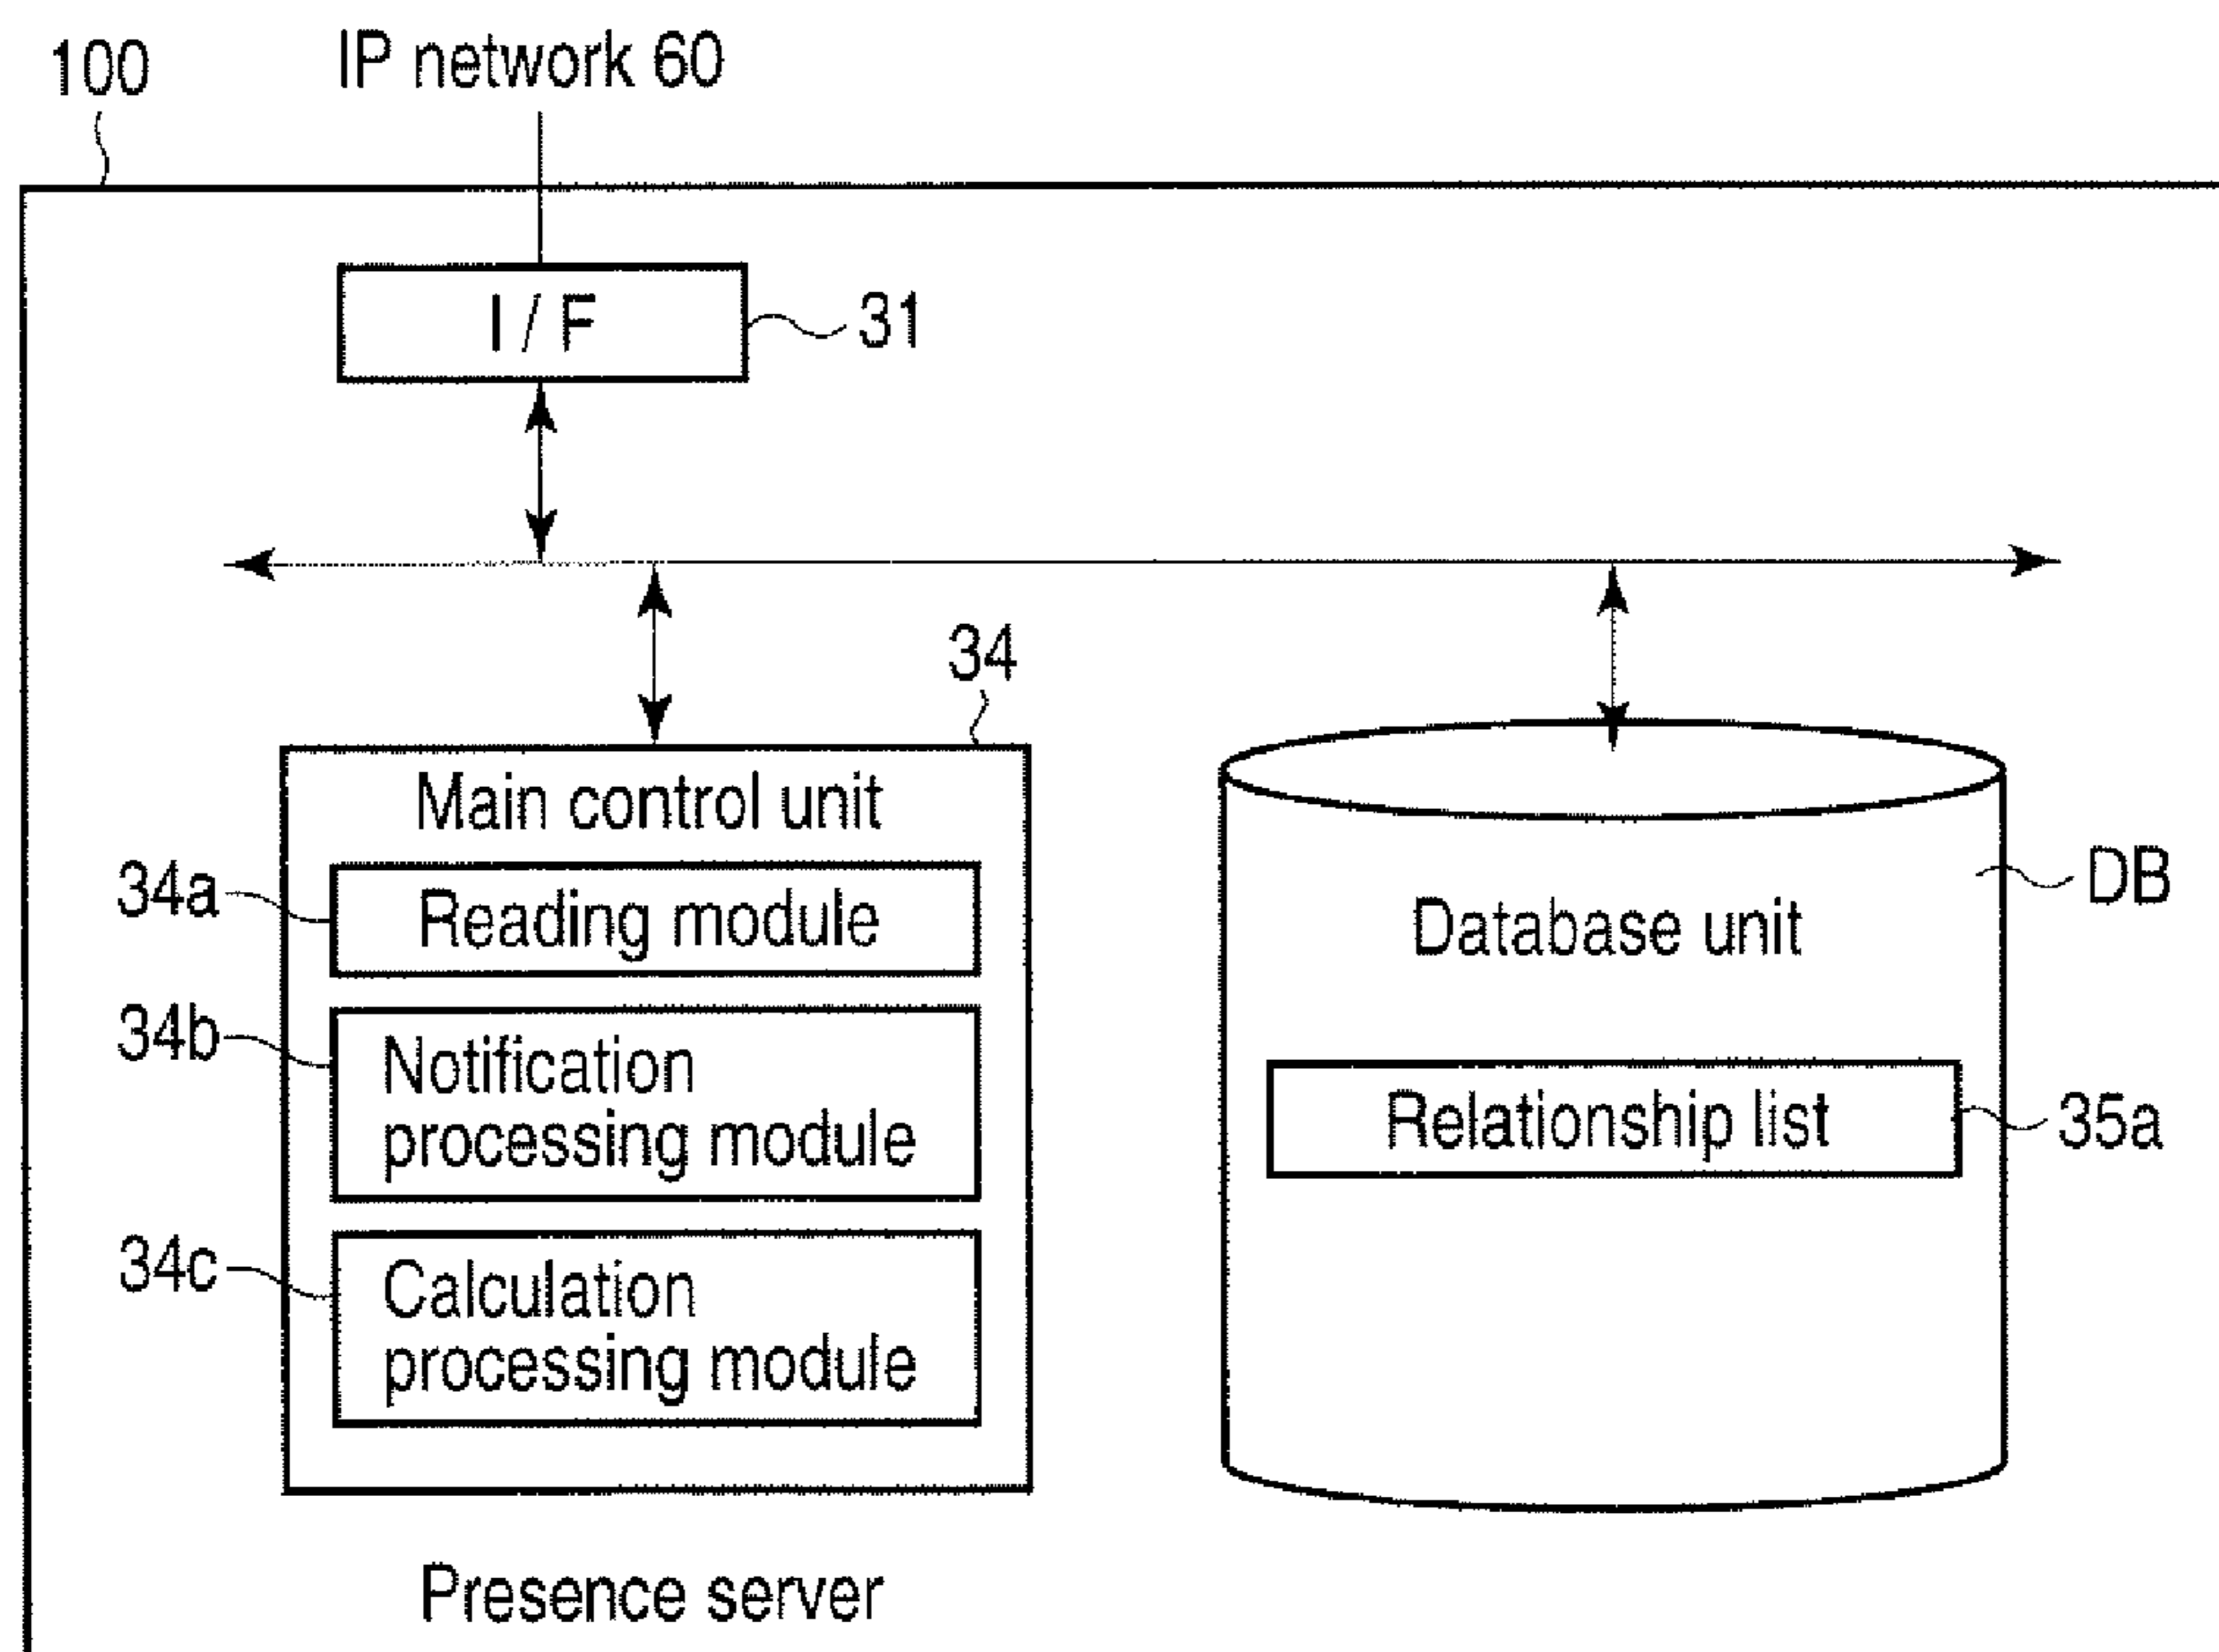 100
IP network 60
I / F
31
34
Main control unit
34a
Reading module
34b
Notification
processing module
34c
Calculation
processing module
DB
Database unit
Relationship list
35a
Presence server